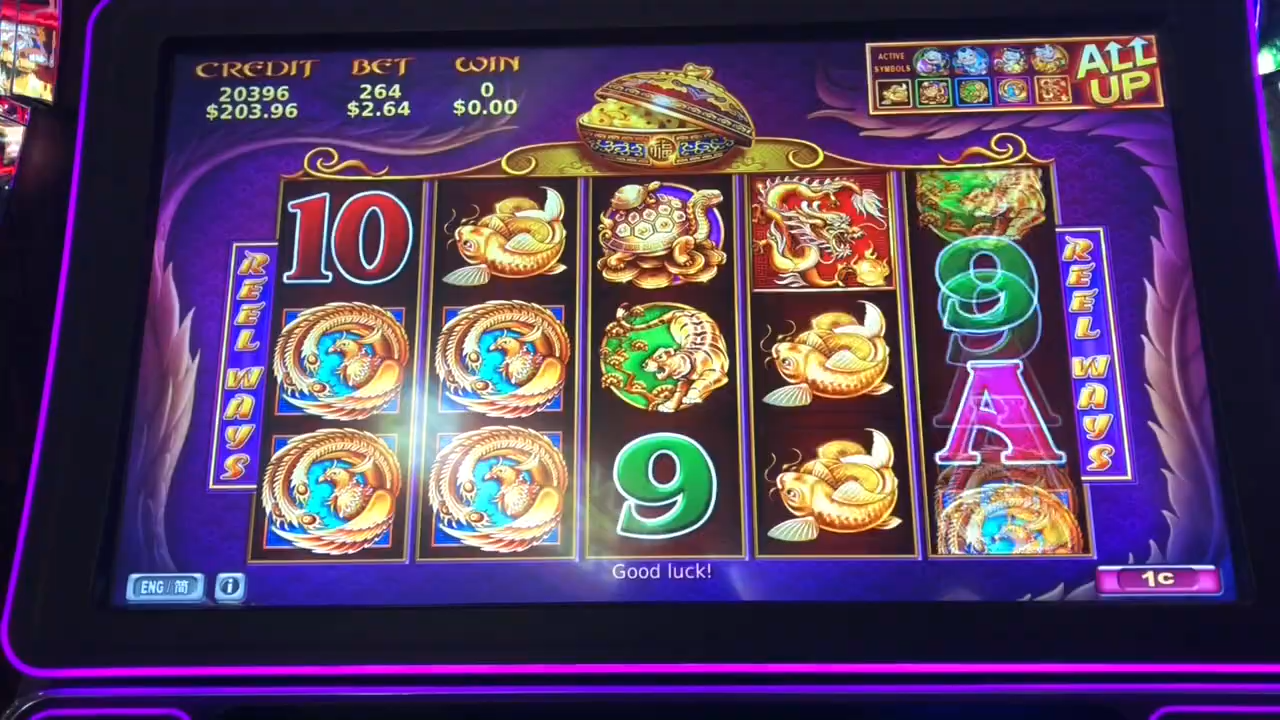 CREDIT BET WIN
20396 264 0
$203.96 $2.64 $0.00
ACTIVE
SYMBOLS
ALL
UP
10
9
A
9
REEL WAYS
REEL WAYS
Good luck!
ENG/简
i
1c